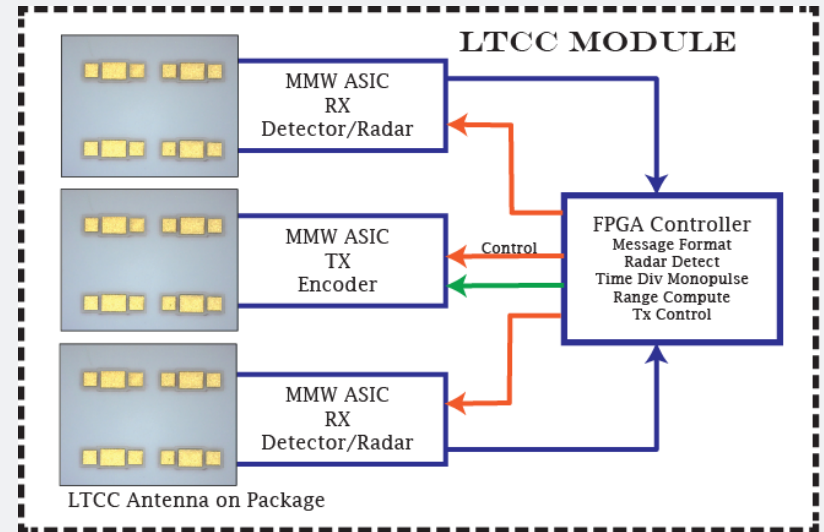 LTCC MODULE
MMW ASIC
RX
Detector/Radar
MMW ASIC
TX
Encoder
Control
FPGA Controller
Message Format
Radar Detect
Time Div Monopulse
Range Compute
Tx Control
MMW ASIC
RX
Detector/Radar
LTCC Antenna on Package